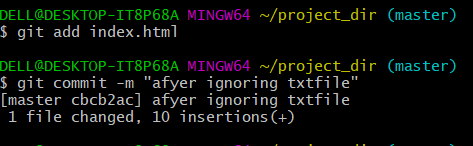 DELL@DESKTOP-IT8P68A MINGW64 ~/project_dir (master)
$ git add index.html
DELL@DESKTOP-IT8P68A MINGW64 ~/project_dir (master)
$ git commit -m "afyer ignoring txtfile"
[master cbcb2ac] afyer ignoring txtfile
 1 file changed, 10 insertions(+)